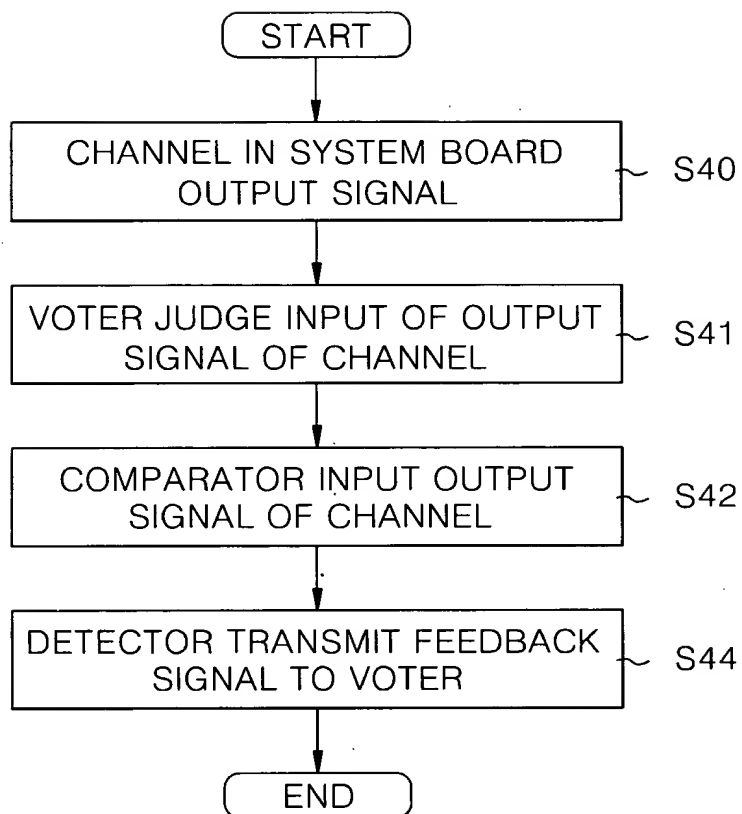 START
CHANNEL IN SYSTEM BOARD
OUTPUT SIGNAL
S40
VOTER JUDGE INPUT OF OUTPUT
SIGNAL OF CHANNEL
S41
COMPARATOR INPUT OUTPUT
SIGNAL OF CHANNEL
S42
DETECTOR TRANSMIT FEEDBACK
SIGNAL TO VOTER
S44
END